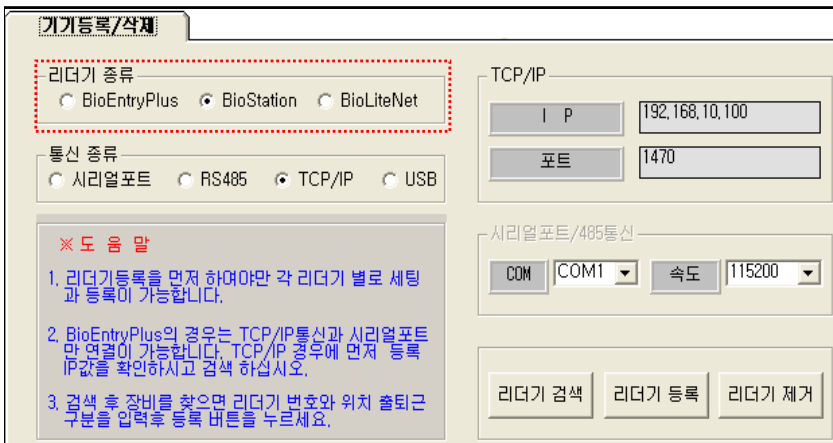 기기등록/삭제
리더기 종류
BioEntryPlus BioStation BioLiteNet
통신 종류
시리얼포트 RS485 TCP/IP USB
※ 도 움 말
1. 리더기등록을 먼저 하여야만 각 리더기 별로 세팅
과 등록이 가능합니다.
2. BioEntryPlus의 경우는 TCP/IP통신과 시리얼포트
만 연결이 가능합니다. TCP/IP 경우에 먼저 등록
IP값을 확인하시고 검색 하십시오.
3. 검색 후 장비를 찾으면 리더기 번호와 위치 출퇴근
구분을 입력후 등록 버튼을 누르세요.
TCP/IP
I P 192.168.10.100
포트 1470
시리얼포트/485통신
COM COM1 속도 115200
리더기 검색 리더기 등록 리더기 제거